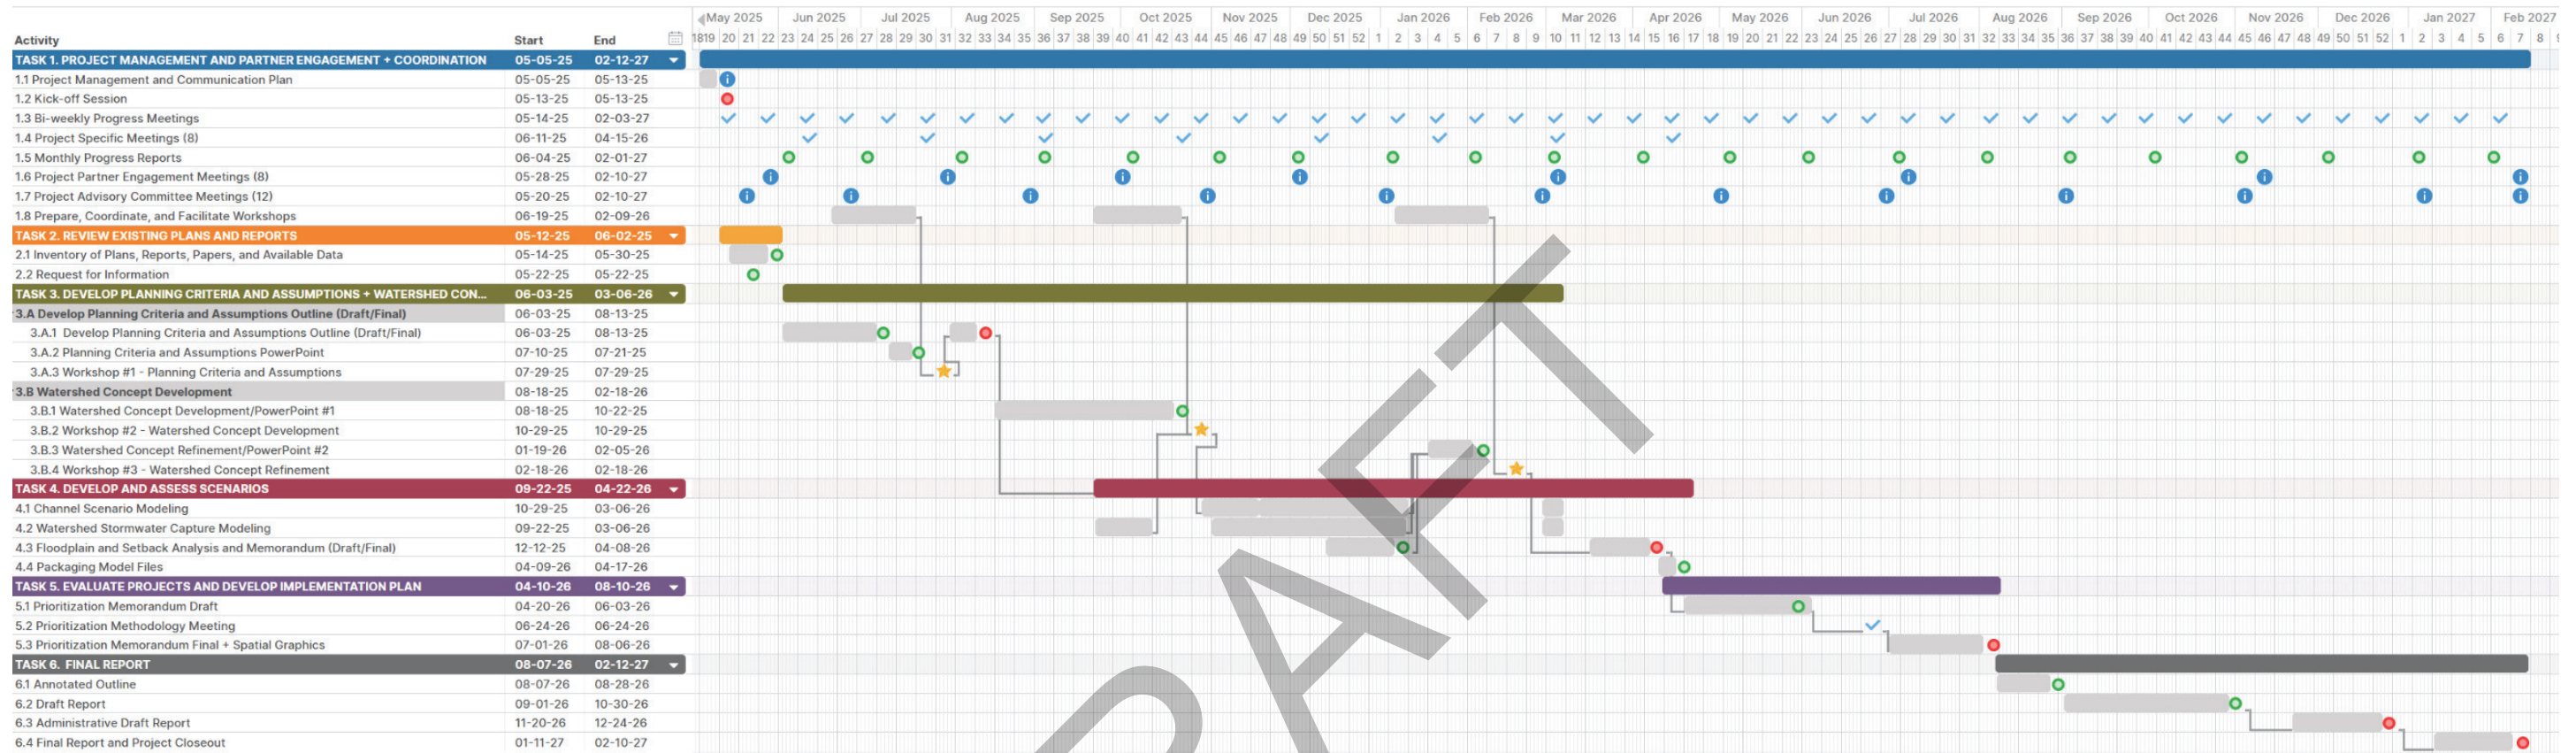 May 2025 Jun 2025 Jul 2025 Aug 2025 Sep 2025 Oct 2025 Nov 2025 Dec 2025 Jan 2026 Feb 2026 Mar 2026 Apr 2026 May 2026 Jun 2026 Jul 2026 Aug 2026 Sep 2026 Oct 2026 Nov 2026 Dec 2026 Jan 2027 Feb 2027
Activity Start End 18 19 20 21 22 23 24 25 26 27 28 29 30 31 32 33 34 35 36 37 38 39 40 41 42 43 44 45 46 47 48 49 50 51 52 1 2 3 4 5 6 7 8 9 10 11 12 13 14 15 16 17 18 19 20 21 22 23 24 25 26 27 28 29 30 31 32 33 34 35 36 37 38 39 40 41 42 43 44 45 46 47 48 49 50 51 52 1 2 3 4 5 6 7 8
TASK 1. PROJECT MANAGEMENT AND PARTNER ENGAGEMENT + COORDINATION 05-05-25 02-12-27
1.1 Project Management and Communication Plan 05-05-25 05-13-25
1.2 Kick-off Session 05-13-25 05-13-25
1.3 Bi-weekly Progress Meetings 05-14-25 02-03-27
1.4 Project Specific Meetings (8) 06-11-25 04-15-26
1.5 Monthly Progress Reports 06-04-25 02-01-27
1.6 Project Partner Engagement Meetings (8) 05-28-25 02-10-27
1.7 Project Advisory Committee Meetings (12) 05-20-25 02-10-27
1.8 Prepare, Coordinate, and Facilitate Workshops 06-19-25 02-09-26
TASK 2. REVIEW EXISTING PLANS AND REPORTS 05-12-25 06-02-25
2.1 Inventory of Plans, Reports, Papers, and Available Data 05-14-25 05-30-25
2.2 Request for Information 05-22-25 05-22-25
TASK 3. DEVELOP PLANNING CRITERIA AND ASSUMPTIONS + WATERSHED CON... 06-03-25 03-06-26
3.A Develop Planning Criteria and Assumptions Outline (Draft/Final) 06-03-25 08-13-25
3.A.1 Develop Planning Criteria and Assumptions Outline (Draft/Final) 06-03-25 08-13-25
3.A.2 Planning Criteria and Assumptions PowerPoint 07-10-25 07-21-25
3.A.3 Workshop #1 - Planning Criteria and Assumptions 07-29-25 07-29-25
3.B Watershed Concept Development 08-18-25 02-18-26
3.B.1 Watershed Concept Development/PowerPoint #1 08-18-25 10-22-25
3.B.2 Workshop #2 - Watershed Concept Development 10-29-25 10-29-25
3.B.3 Watershed Concept Refinement/PowerPoint #2 01-19-26 02-05-26
3.B.4 Workshop #3 - Watershed Concept Refinement 02-18-26 02-18-26
TASK 4. DEVELOP AND ASSESS SCENARIOS 09-22-25 04-22-26
4.1 Channel Scenario Modeling 10-29-25 03-06-26
4.2 Watershed Stormwater Capture Modeling 09-22-25 03-06-26
4.3 Floodplain and Setback Analysis and Memorandum (Draft/Final) 12-12-25 04-08-26
4.4 Packaging Model Files 04-09-26 04-17-26
TASK 5. EVALUATE PROJECTS AND DEVELOP IMPLEMENTATION PLAN 04-10-26 08-10-26
5.1 Prioritization Memorandum Draft 04-20-26 06-03-26
5.2 Prioritization Methodology Meeting 06-24-26 06-24-26
5.3 Prioritization Memorandum Final + Spatial Graphics 07-01-26 08-06-26
TASK 6. FINAL REPORT 08-07-26 02-12-27
6.1 Annotated Outline 08-07-26 08-28-26
6.2 Draft Report 09-01-26 10-30-26
6.3 Administrative Draft Report 11-20-26 12-24-26
6.4 Final Report and Project Closeout 01-11-27 02-10-27
DRAFT